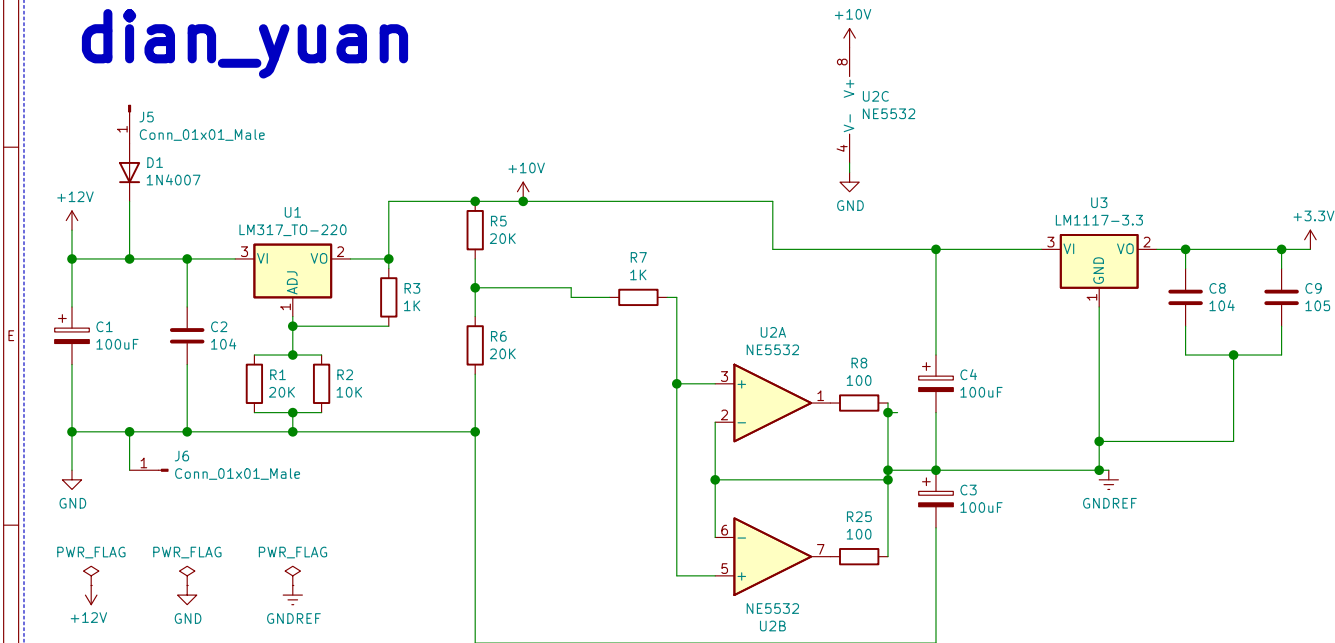 dian_yuan
+10V
8
V+
U2C
NE5532
V-
4
GND
J5
1
Conn_01x01_Male
D1
1N4007
+12V
U1
LM317_TO-220
3
VI
VO
2
ADJ
1
+10V
R5
20K
R3
1K
R7
1K
U3
LM1117-3.3
3
VI
VO
2
GND
1
+3.3V
C8
104
C9
105
E
+
C1
100uF
C2
104
R6
20K
R1
20K
R2
10K
U2A
NE5532
3
+
2
-
1
R8
100
+
C4
100uF
1
J6
Conn_01x01_Male
GND
+
C3
100uF
GNDREF
6
-
5
+
7
R25
100
NE5532
U2B
PWR_FLAG
PWR_FLAG
PWR_FLAG
+12V
GND
GNDREF